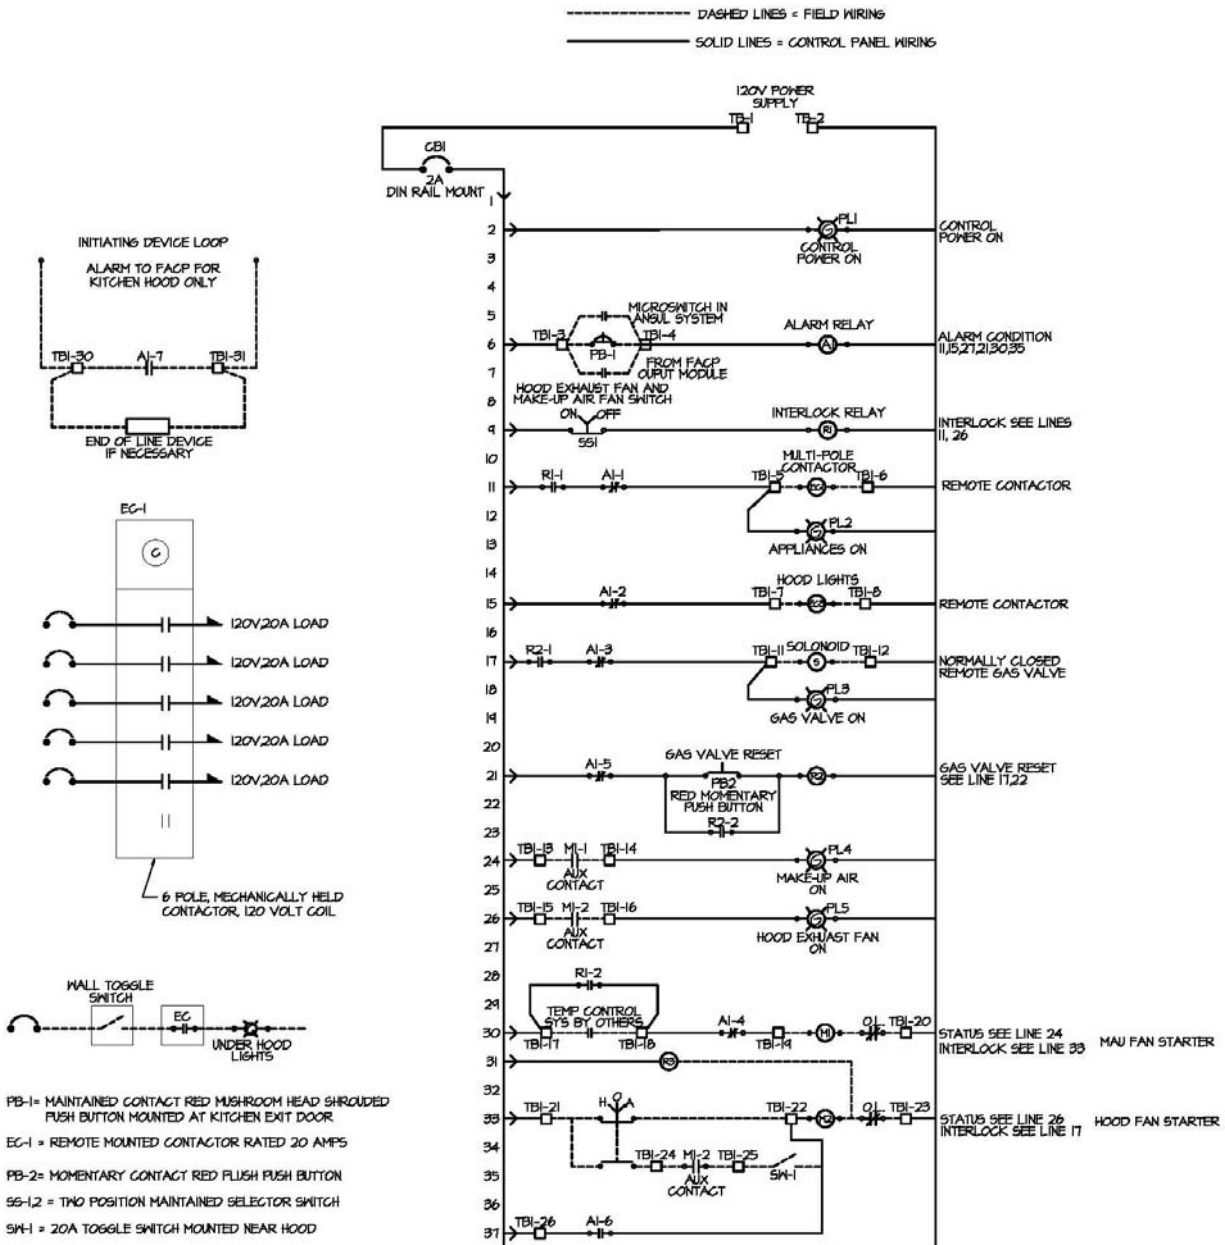 DASHED LINES = FIELD WIRING
SOLID LINES = CONTROL PANEL WIRING
120V POWER
SUPPLY
TB-1 TB-2
CB1
2A
DIN RAIL MOUNT
1
2
PL1
CONTROL
POWER ON
CONTROL
POWER ON
3
4
5
MICROSWITCH IN
ANSUL SYSTEM
6
TB1-3
PB-1
TB1-4
ALARM RELAY
A1
ALARM CONDITION
11,15,27,21,30,35
7
FROM FACP
OUPUT MODULE
HOOD EXHAUST FAN AND
MAKE-UP AIR FAN SWITCH
8
ON OFF
9
SS1
INTERLOCK RELAY
R1
INTERLOCK SEE LINES
11, 26
10
MULTI-POLE
CONTACTOR
11
R1-1 A1-1
TB1-5 TB1-6
REMOTE CONTACTOR
12
PL2
13
APPLIANCES ON
14
HOOD LIGHTS
15
A1-2
TB1-7 TB1-8
REMOTE CONTACTOR
16
17
R2-1 A1-3
TB1-11 SOLONOID TB1-12
S
NORMALLY CLOSED
REMOTE GAS VALVE
18
PL3
G
19
GAS VALVE ON
20
GAS VALVE RESET
21
A1-5
PB2
R2
GAS VALVE RESET
SEE LINE 17,22
22
RED MOMENTARY
PUSH BUTTON
23
R2-2
24
TB1-13 M1-1 TB1-14
PL4
G
AUX
CONTACT
MAKE-UP AIR
ON
25
26
TB1-15 M1-2 TB1-16
PL5
G
AUX
CONTACT
HOOD EXHUAST FAN
ON
27
28
R1-2
29
TEMP CONTROL
SYS BY OTHERS
30
TB1-17 TB1-18
A1-4
TB1-19
M1
O.L. TB1-20
STATUS SEE LINE 24
INTERLOCK SEE LINE 33
MAU FAN STARTER
31
R3
32
33
TB1-21
H O A
TB1-22
M2
O.L. TB1-23
STATUS SEE LINE 26
INTERLOCK SEE LINE 17
HOOD FAN STARTER
34
35
TB1-24 M1-2 TB1-25
AUX
CONTACT
SW-1
36
37
TB1-26 A1-6
INITIATING DEVICE LOOP
ALARM TO FACP FOR
KITCHEN HOOD ONLY
TB1-30 A1-7 TB1-31
END OF LINE DEVICE
IF NECESSARY
EC-1
C
120V,20A LOAD
120V,20A LOAD
120V,20A LOAD
120V,20A LOAD
120V,20A LOAD
6 POLE, MECHANICALLY HELD
CONTACTOR, 120 VOLT COIL
WALL TOGGLE
SWITCH
EC
UNDER HOOD
LIGHTS
PB-1= MAINTAINED CONTACT RED MUSHROOM HEAD SHROUDED
PUSH BUTTON MOUNTED AT KITCHEN EXIT DOOR
EC-1 = REMOTE MOUNTED CONTACTOR RATED 20 AMPS
PB-2= MOMENTARY CONTACT RED FLUSH PUSH BUTTON
SS-1,2 = TWO POSITION MAINTAINED SELECTOR SWITCH
SW-1 = 20A TOGGLE SWITCH MOUNTED NEAR HOOD